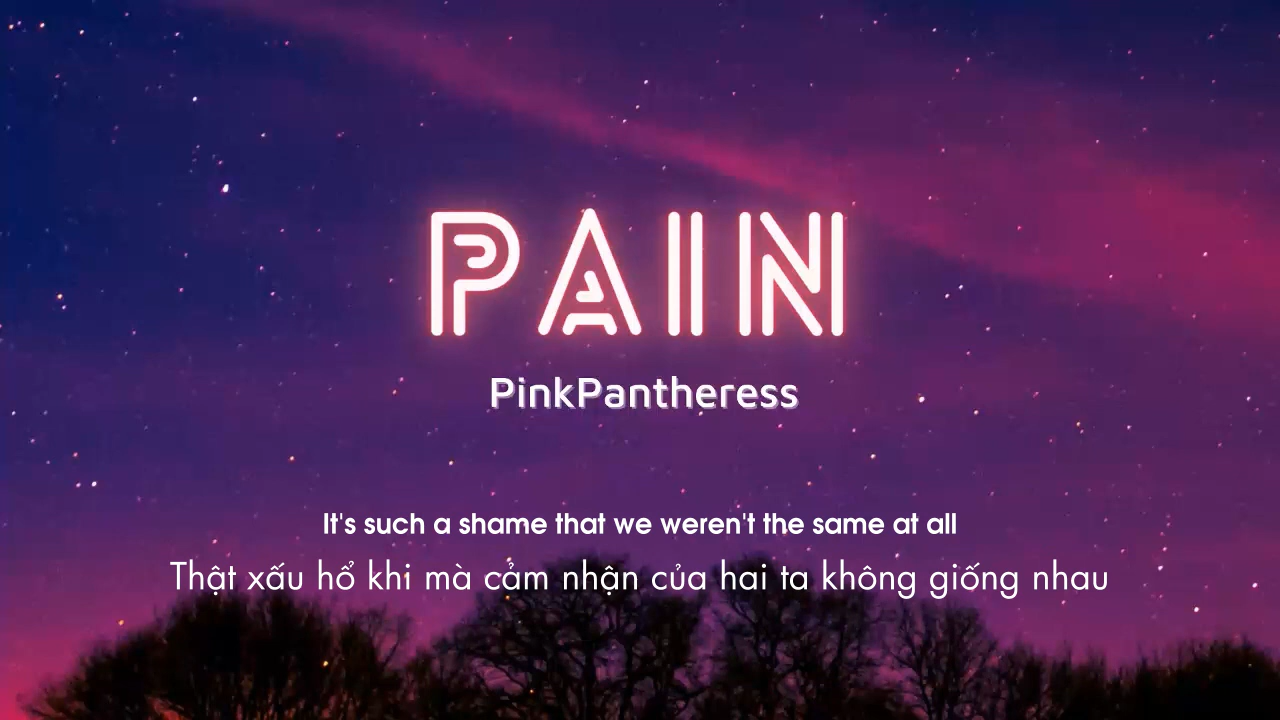 PAIN
PinkPantheress
It's such a shame that we weren't the same at all
Thật xấu hổ khi mà cảm nhận của hai ta không giống nhau